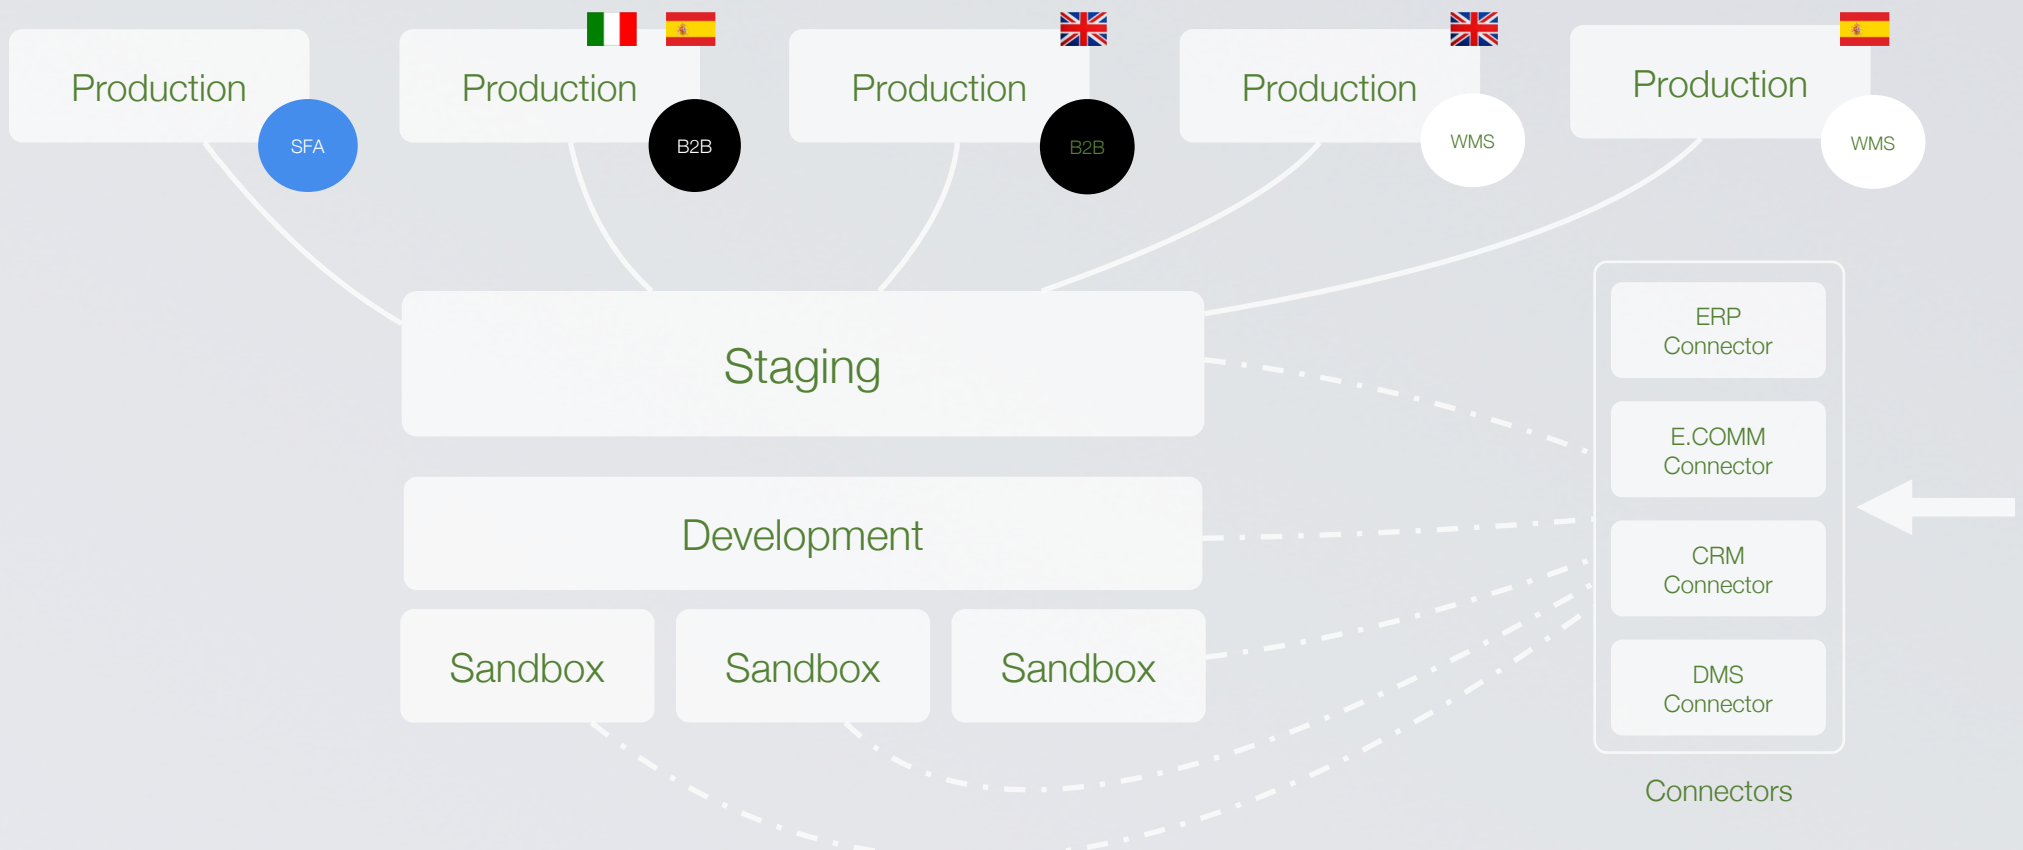 Production
Production
Production
Production
Production
SFA
B2B
B2B
WMS
WMS
Staging
Development
Sandbox
Sandbox
Sandbox
ERP
Connector
E.COMM
Connector
CRM
Connector
DMS
Connector
Connectors